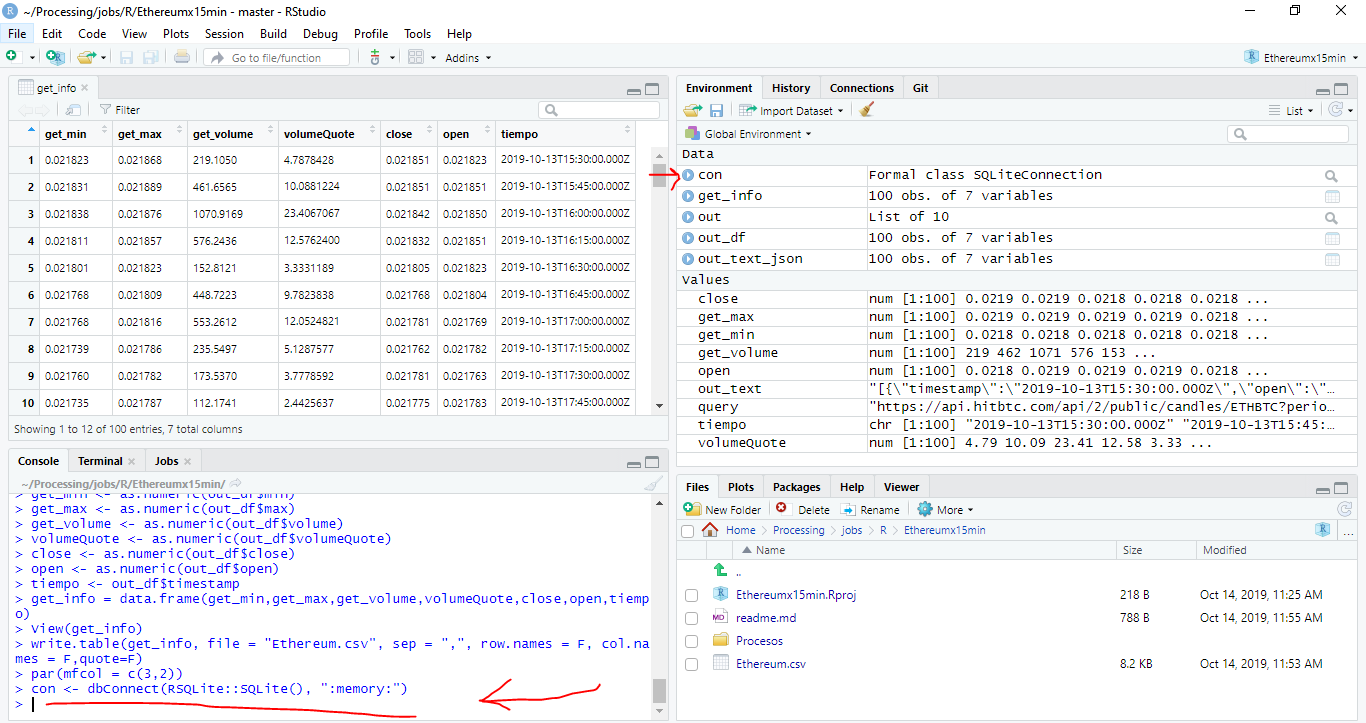 ~/Processing/jobs/R/Ethereumx15min - master - RStudio
File Edit Code View Plots Session Build Debug Profile Tools Help
Go to file/function Addins Ethereumx15min
get_info
Filter
get_min get_max get_volume volumeQuote close open tiempo
1 0.021823 0.021868 219.1050 4.7878428 0.021851 0.021823 2019-10-13T15:30:00.000Z
2 0.021831 0.021889 461.6565 10.0881224 0.021851 0.021851 2019-10-13T15:45:00.000Z
3 0.021838 0.021876 1070.9169 23.4067067 0.021842 0.021850 2019-10-13T16:00:00.000Z
4 0.021811 0.021857 576.2436 12.5762400 0.021832 0.021851 2019-10-13T16:15:00.000Z
5 0.021801 0.021823 152.8121 3.3331189 0.021805 0.021823 2019-10-13T16:30:00.000Z
6 0.021768 0.021809 448.7223 9.7823838 0.021768 0.021804 2019-10-13T16:45:00.000Z
7 0.021768 0.021816 553.2612 12.0524821 0.021781 0.021769 2019-10-13T17:00:00.000Z
8 0.021739 0.021786 235.5497 5.1287577 0.021762 0.021782 2019-10-13T17:15:00.000Z
9 0.021760 0.021782 173.5370 3.7778592 0.021781 0.021763 2019-10-13T17:30:00.000Z
10 0.021735 0.021787 112.1741 2.4425637 0.021775 0.021783 2019-10-13T17:45:00.000Z
Showing 1 to 12 of 100 entries, 7 total columns
Console Terminal Jobs
~/Processing/jobs/R/Ethereumx15min/
> get_min <- as.numeric(out_df$min)
> get_max <- as.numeric(out_df$max)
> get_volume <- as.numeric(out_df$volume)
> volumeQuote <- as.numeric(out_df$volumeQuote)
> close <- as.numeric(out_df$close)
> open <- as.numeric(out_df$open)
> tiempo <- out_df$timestamp
> get_info = data.frame(get_min,get_max,get_volume,volumeQuote,close,open,tiemp
o)
> View(get_info)
> write.table(get_info, file = "Ethereum.csv", sep = ",", row.names = F, col.na
mes = F,quote=F)
> par(mfcol = c(3,2))
> con <- dbConnect(RSQLite::SQLite(), ":memory:")
>
Environment History Connections Git
Import Dataset List
Global Environment
Data
con Formal class SQLiteConnection
get_info 100 obs. of 7 variables
out List of 10
out_df 100 obs. of 7 variables
out_text_json 100 obs. of 7 variables
Values
close num [1:100] 0.0219 0.0219 0.0218 0.0218 0.0218 ...
get_max num [1:100] 0.0219 0.0219 0.0219 0.0219 0.0218 ...
get_min num [1:100] 0.0218 0.0218 0.0218 0.0218 0.0218 ...
get_volume num [1:100] 219 462 1071 576 153 ...
open num [1:100] 0.0218 0.0219 0.0218 0.0219 0.0218 ...
out_text "[{\"timestamp\":\"2019-10-13T15:30:00.000Z\",\"open\":\"…
query "https://api.hitbtc.com/api/2/public/candles/ETHBTC?perio…
tiempo chr [1:100] "2019-10-13T15:30:00.000Z" "2019-10-13T15:45:…
volumeQuote num [1:100] 4.79 10.09 23.41 12.58 3.33 ...
Files Plots Packages Help Viewer
New Folder Delete Rename More
Home Processing jobs R Ethereumx15min ...
Name Size Modified
..
Ethereumx15min.Rproj 218 B Oct 14, 2019, 11:25 AM
readme.md 788 B Oct 14, 2019, 11:55 AM
Procesos
Ethereum.csv 8.2 KB Oct 14, 2019, 11:53 AM